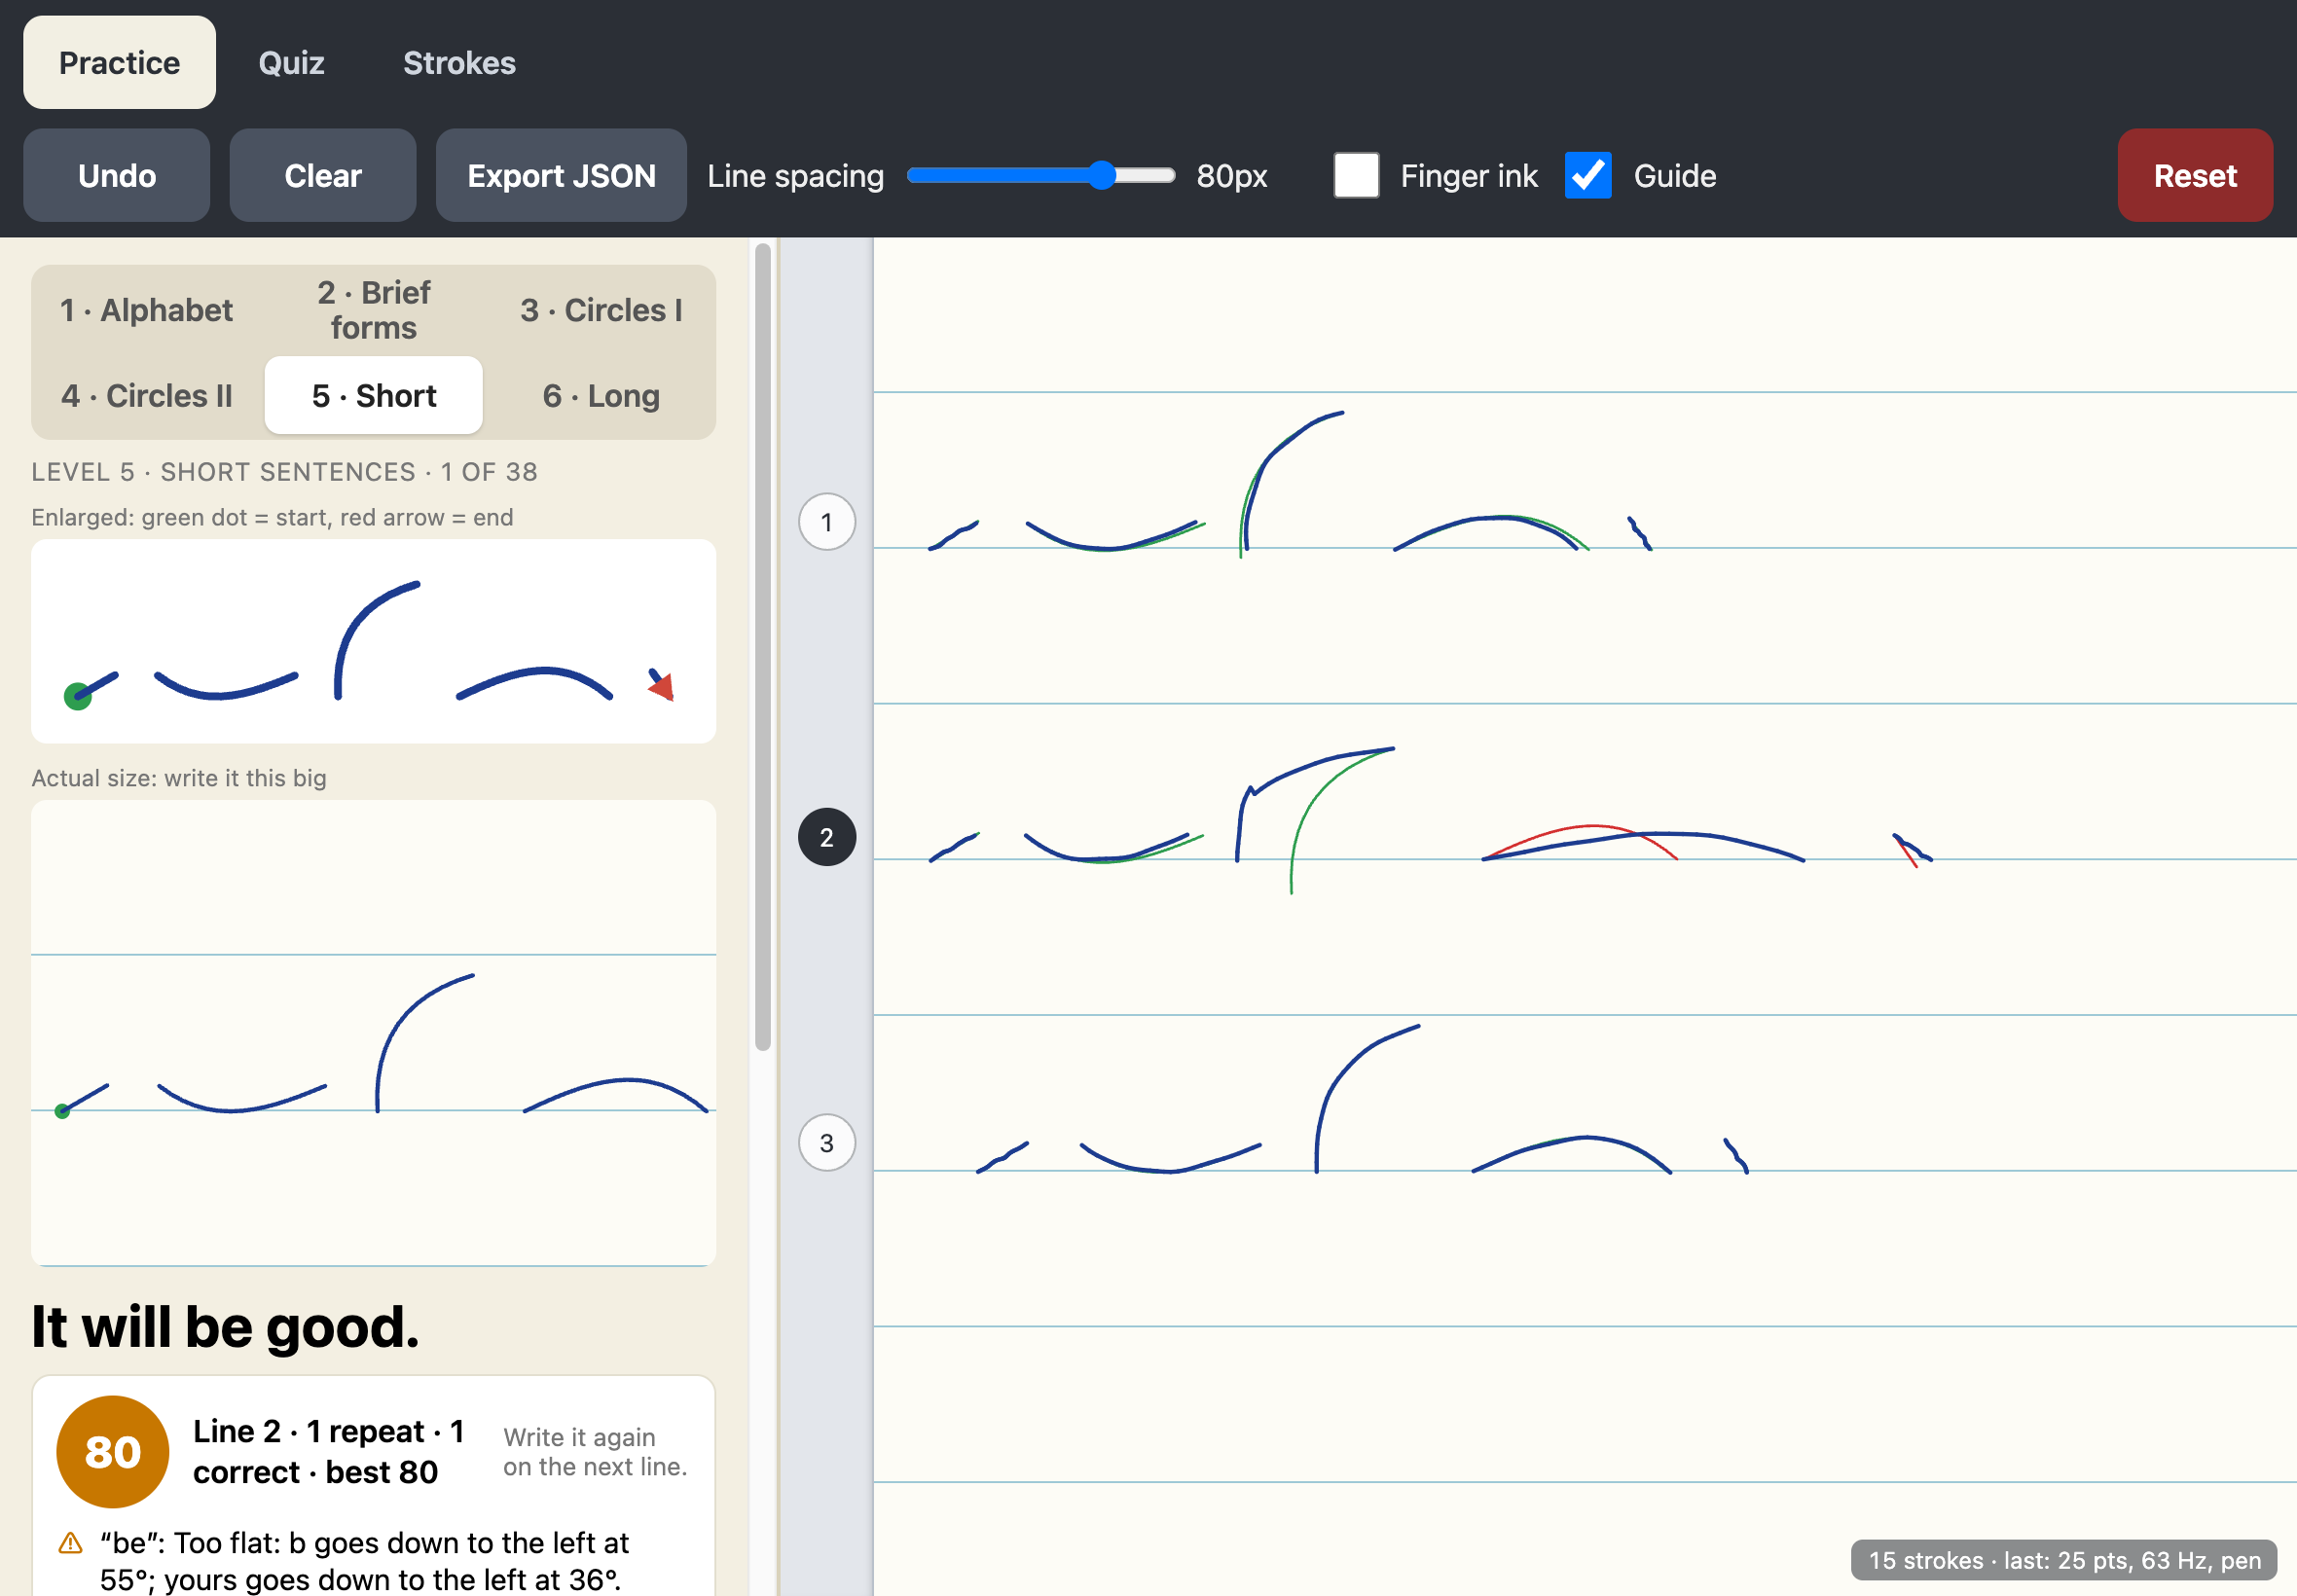 Practice Quiz Strokes
Undo Clear Export JSON Line spacing 80px Finger ink Guide Reset
1 · Alphabet 2 · Brief forms 3 · Circles I
4 · Circles II 5 · Short 6 · Long
LEVEL 5 · SHORT SENTENCES · 1 OF 38
Enlarged: green dot = start, red arrow = end
Actual size: write it this big
It will be good.
80
Line 2 · 1 repeat · 1
correct · best 80
Write it again
on the next line.
“be”: Too flat: b goes down to the left at
55°; yours goes down to the left at 36°.
1
2
3
15 strokes · last: 25 pts, 63 Hz, pen